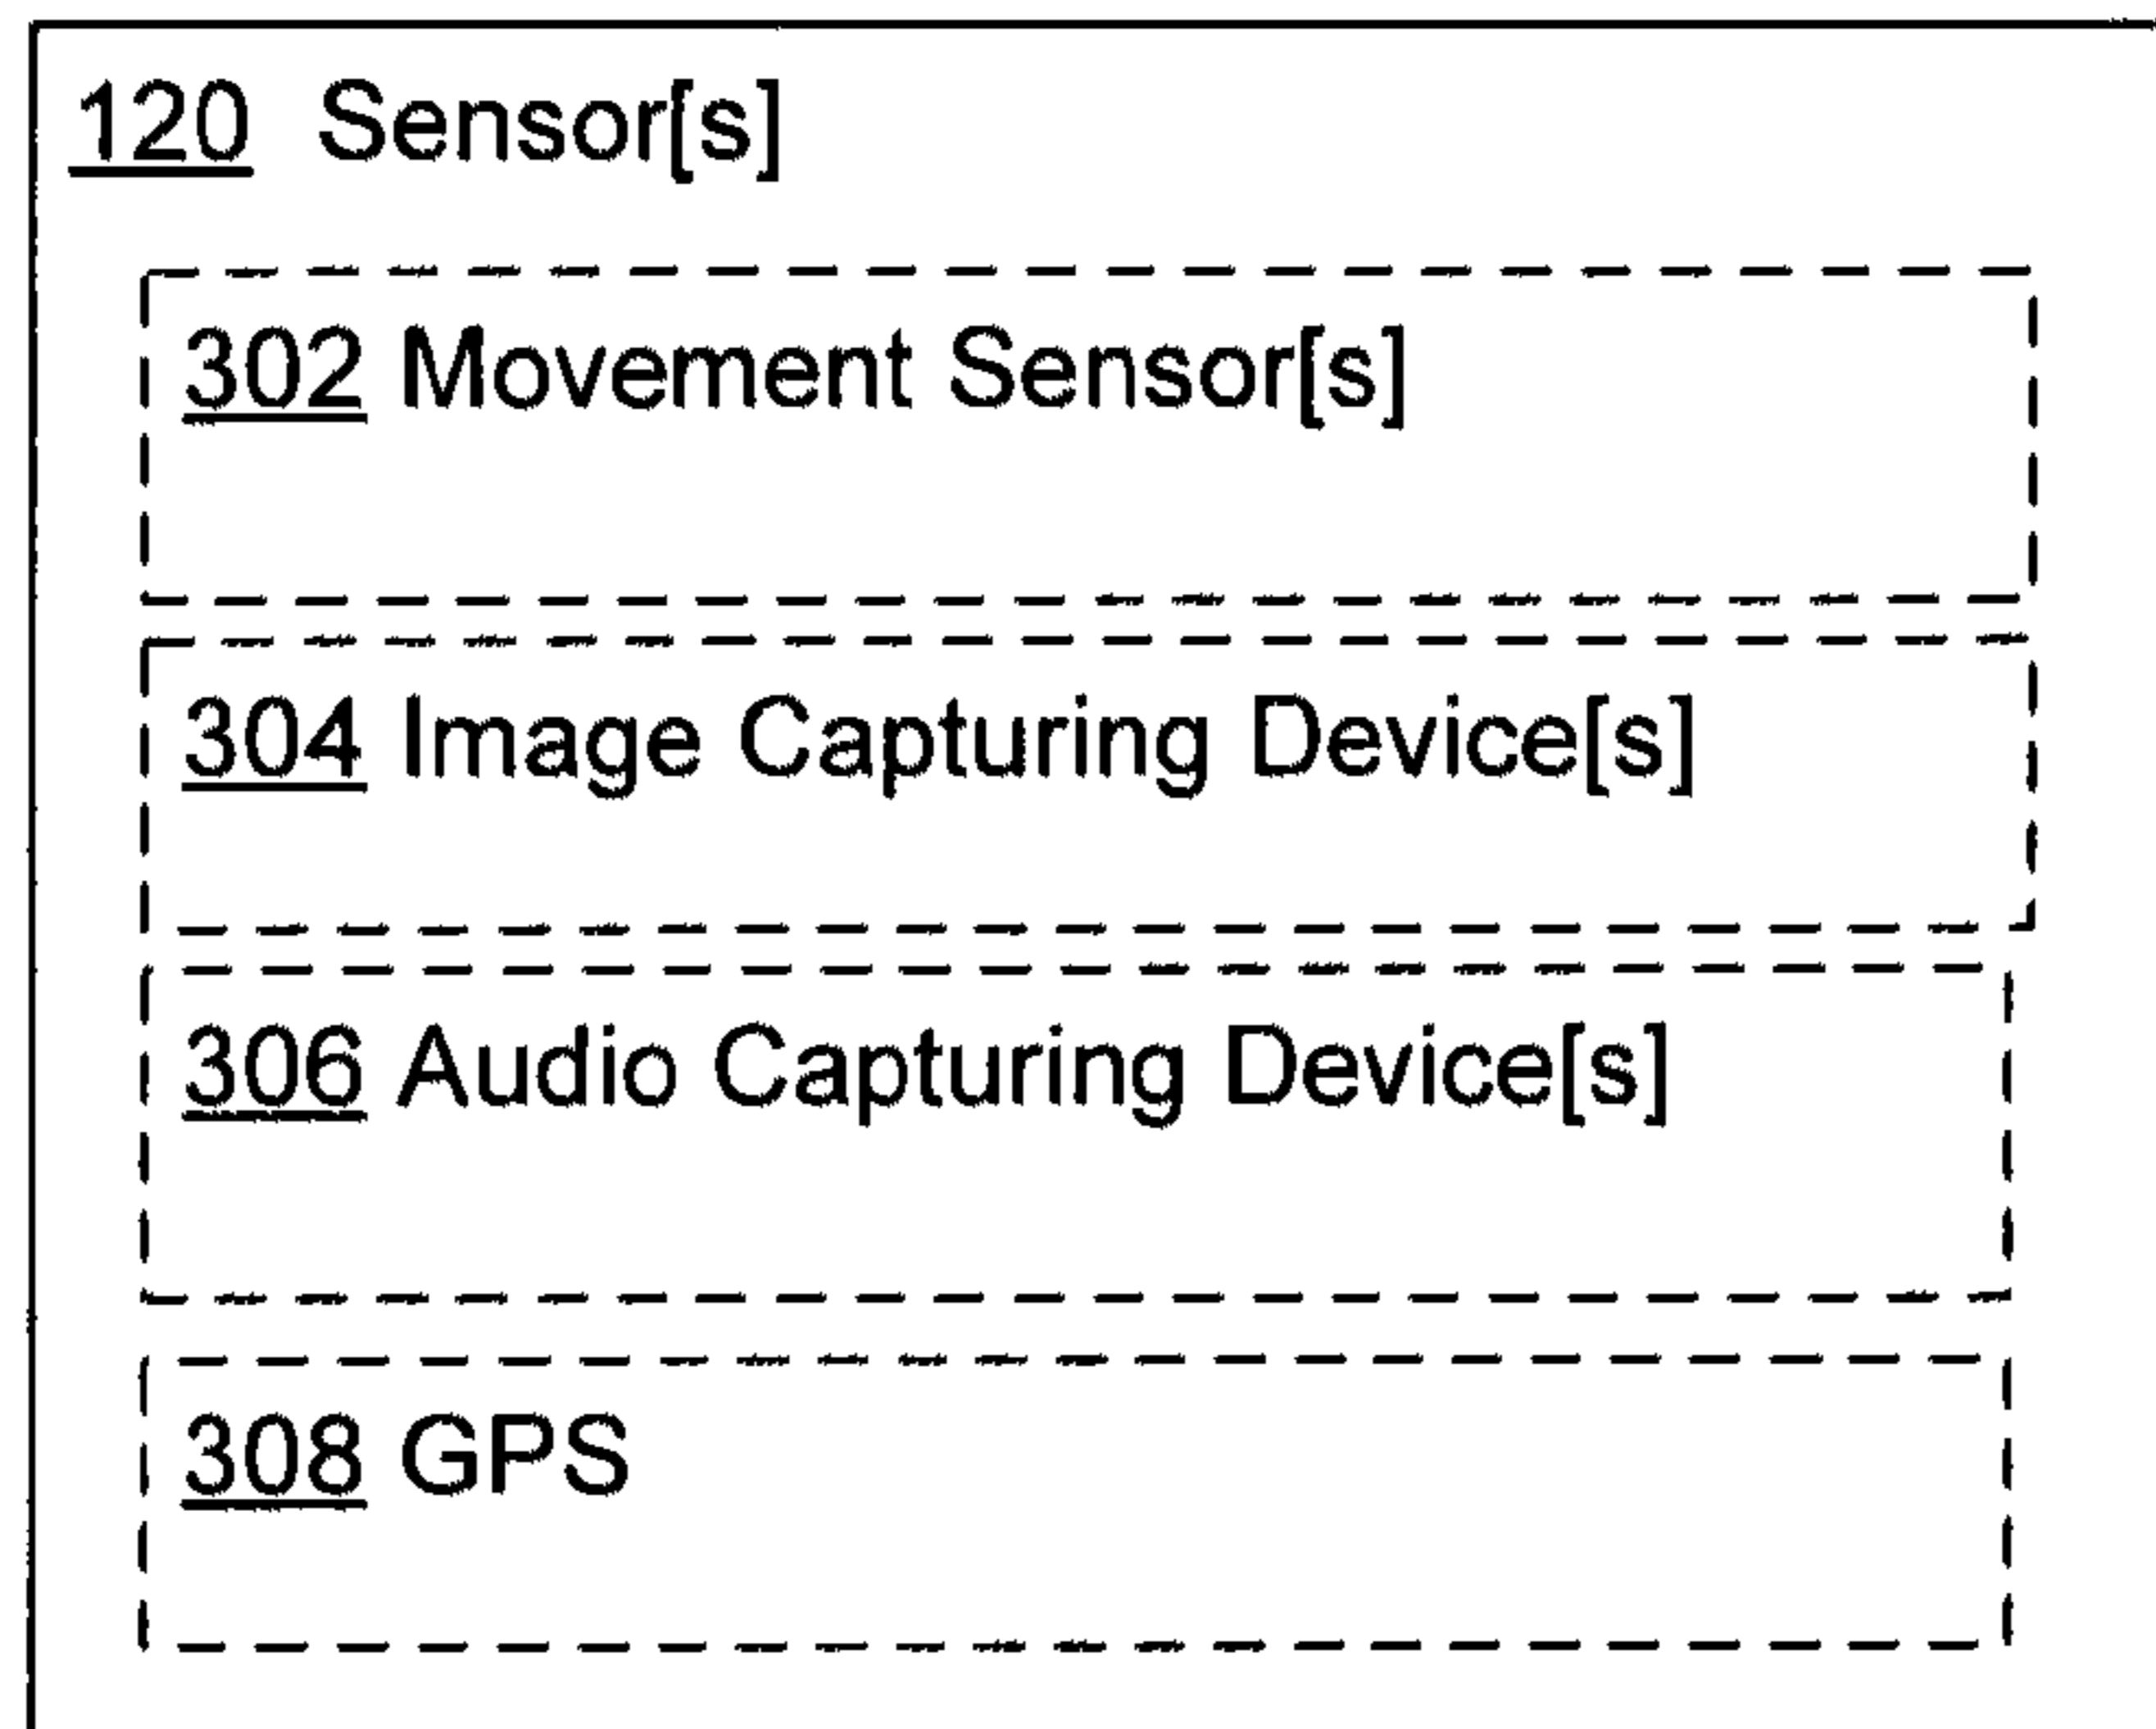 120 Sensor[s]
302 Movement Sensor[s]
304 Image Capturing Device[s]
306 Audio Capturing Device[s]
308 GPS